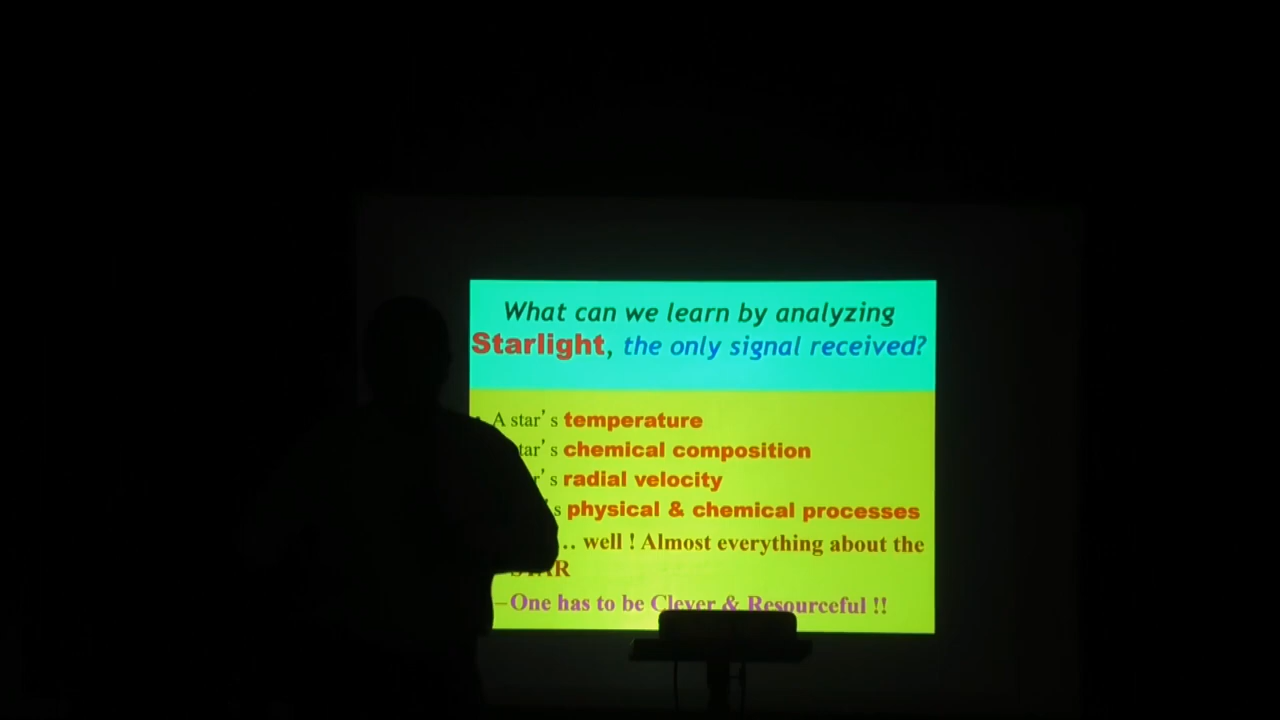 What can we learn by analyzing
Starlight, the only signal received?
A star's temperature
tar's chemical composition
r's radial velocity
's physical & chemical processes
.. well ! Almost everything about the
STAR
–One has to be Clever & Resourceful !!